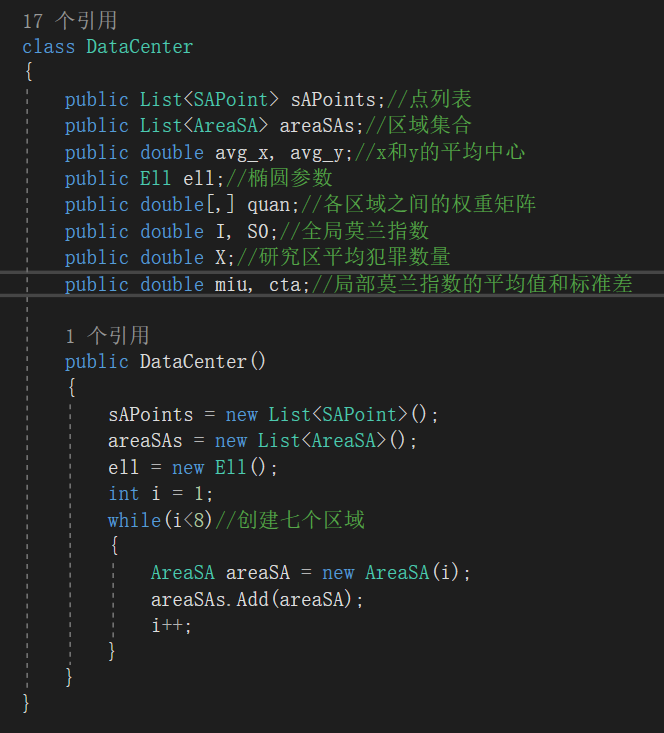 17 个引用
class DataCenter
{
public List<SAPoint> sAPoints;//点列表
public List<AreaSA> areaSAs;//区域集合
public double avg_x, avg_y;//x和y的平均中心
public Ell ell;//椭圆参数
public double[,] quan;//各区域之间的权重矩阵
public double I, S0;//全局莫兰指数
public double X;//研究区平均犯罪数量
public double miu, cta;//局部莫兰指数的平均值和标准差
1 个引用
public DataCenter()
{
sAPoints = new List<SAPoint>();
areaSAs = new List<AreaSA>();
ell = new Ell();
int i = 1;
while(i<8)//创建七个区域
{
AreaSA areaSA = new AreaSA(i);
areaSAs.Add(areaSA);
i++;
}
}
}